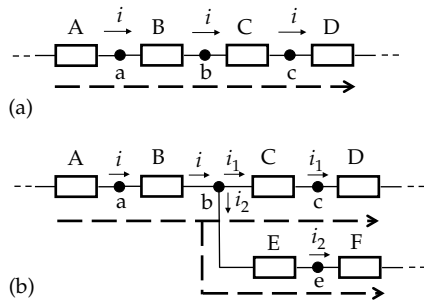 i i i
A B C D
a b c
(a)
A i B i i₁ C i₁ D
a b i₂ c
E i₂ F
e
(b)